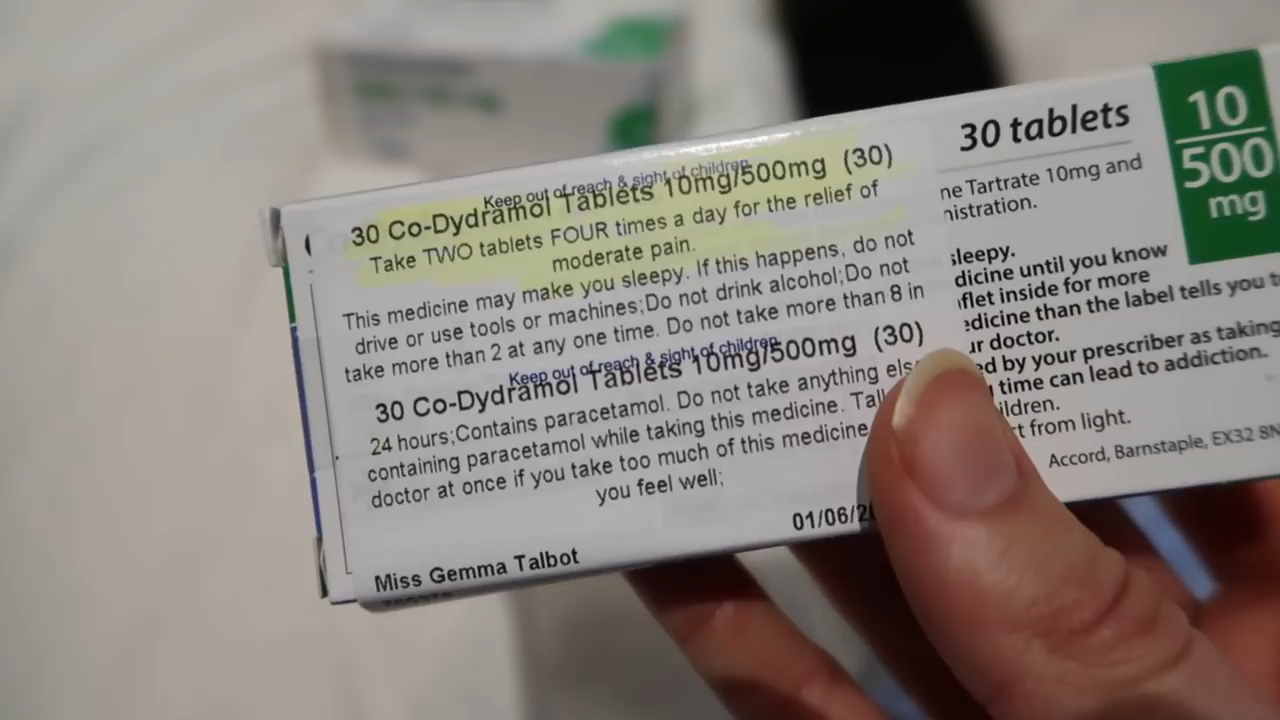 Keep out of reach & sight of children
30 Co-Dydramol Tablets 10mg/500mg (30)
Take TWO tablets FOUR times a day for the relief of
moderate pain.
This medicine may make you sleepy. If this happens, do not
drive or use tools or machines;Do not drink alcohol;Do not
take more than 2 at any one time. Do not take more than 8 in
Keep out of reach & sight of children
30 Co-Dydramol Tablets 10mg/500mg (30)
24 hours;Contains paracetamol. Do not take anything els
containing paracetamol while taking this medicine. Tal
doctor at once if you take too much of this medicine
you feel well;
01/06/2
Miss Gemma Talbot
30 tablets
10
500
mg
ne Tartrate 10mg and
nistration.
sleepy.
dicine until you know
flet inside for more
edicine than the label tells you t
ur doctor.
ed by your prescriber as taking
time can lead to addiction.
ildren.
t from light.
Accord, Barnstaple, EX32 8N